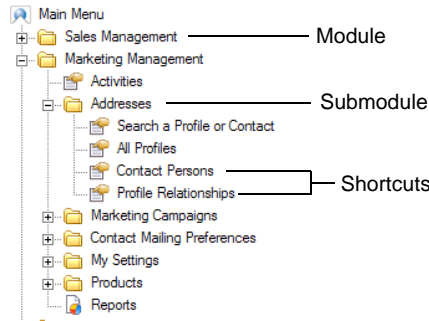 Main Menu
Sales Management Module
Marketing Management
Activities
Addresses Submodule
Search a Profile or Contact
All Profiles
Contact Persons
Shortcuts
Profile Relationships
Marketing Campaigns
Contact Mailing Preferences
My Settings
Products
Reports